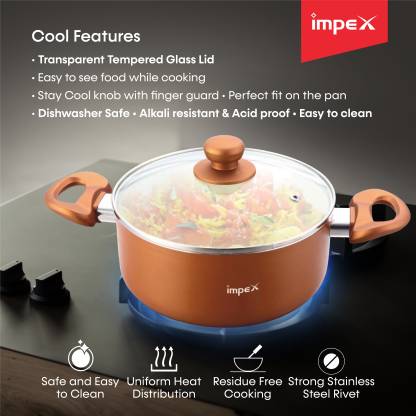 impex
Cool Features
• Transparent Tempered Glass Lid
• Easy to see food while cooking
• Stay Cool knob with finger guard • Perfect fit on the pan
• Dishwasher Safe • Alkali resistant & Acid proof • Easy to clean
impex
Safe and Easy
to Clean
Uniform Heat
Distribution
Residue Free
Cooking
Strong Stainless
Steel Rivet